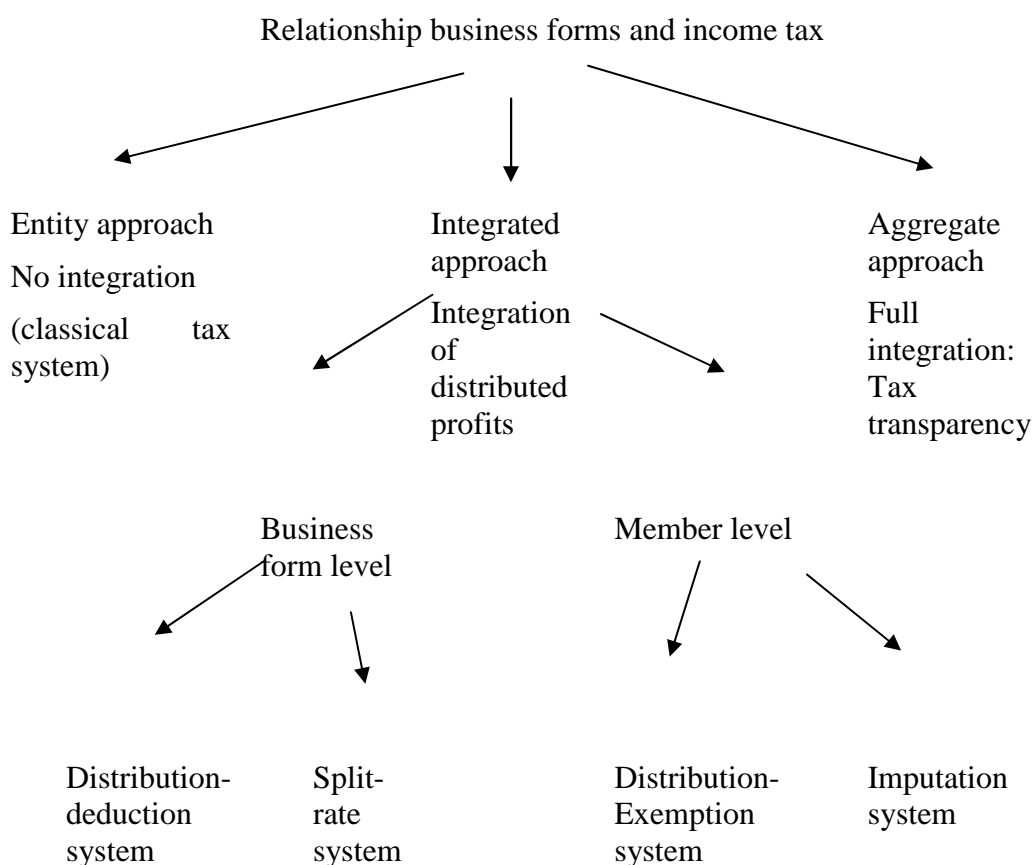 Relationship business forms and income tax
Entity approach
No integration
(classical tax
system)
Integrated
approach
Integration
of
distributed
profits
Aggregate
approach
Full
integration:
Tax
transparency
Business
form level
Member level
Distribution-
deduction
system
Split-
rate
system
Distribution-
Exemption
system
Imputation
system